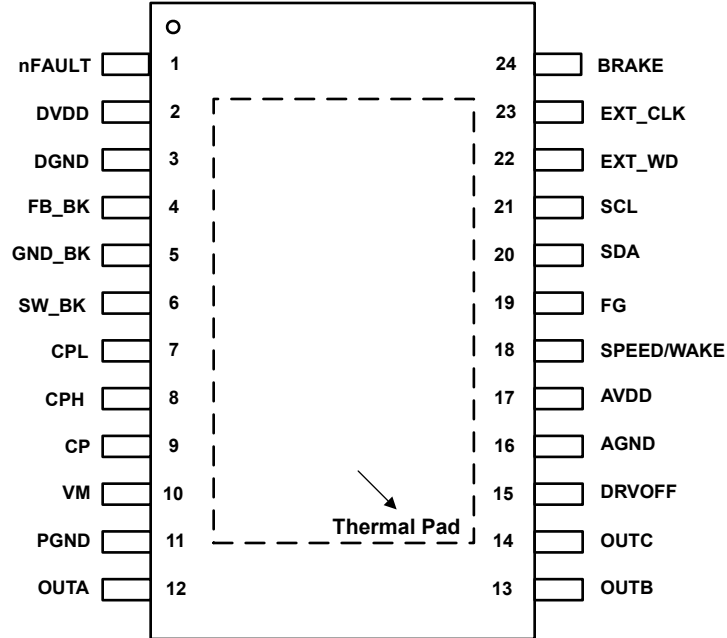 nFAULT 1 24 BRAKE
DVDD 2 23 EXT_CLK
DGND 3 22 EXT_WD
FB_BK 4 21 SCL
GND_BK 5 20 SDA
SW_BK 6 19 FG
CPL 7 18 SPEED/WAKE
CPH 8 17 AVDD
CP 9 16 AGND
VM 10 15 DRVOFF
Thermal Pad
PGND 11 14 OUTC
OUTA 12 13 OUTB